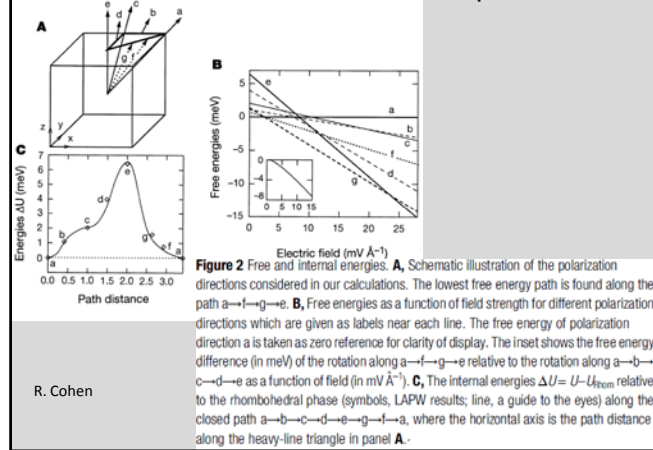 A
e
c
d
b
a
g
f
z
y
x
B
Free energies (meV)
5
0
−5
−10
−15
e
a
b
c
f
d
g
0
−4
−8
0 5 10 15
0 10 20
Electric field (mV Å⁻¹)
C
Energies ΔU (meV)
7
6
5
4
3
2
1
0
a
b
c
d
e
g
f
a
0.0 0.5 1.0 1.5 2.0 2.5 3.0
Path distance
Figure 2 Free and internal energies. A, Schematic illustration of the polarization
directions considered in our calculations. The lowest free energy path is found along the
path a→f→g→e. B, Free energies as a function of field strength for different polarization
directions which are given as labels near each line. The free energy of polarization
direction a is taken as zero reference for clarity of display. The inset shows the free energy
difference (in meV) of the rotation along a→f→g→e relative to the rotation along a→b→
c→d→e as a function of field (in mV Å⁻¹). C, The internal energies ΔU= U−URhom relative
to the rhombohedral phase (symbols, LAPW results; line, a guide to the eyes) along the
closed path a→b→c→d→e→g→f→a, where the horizontal axis is the path distance
along the heavy-line triangle in panel A.
R. Cohen